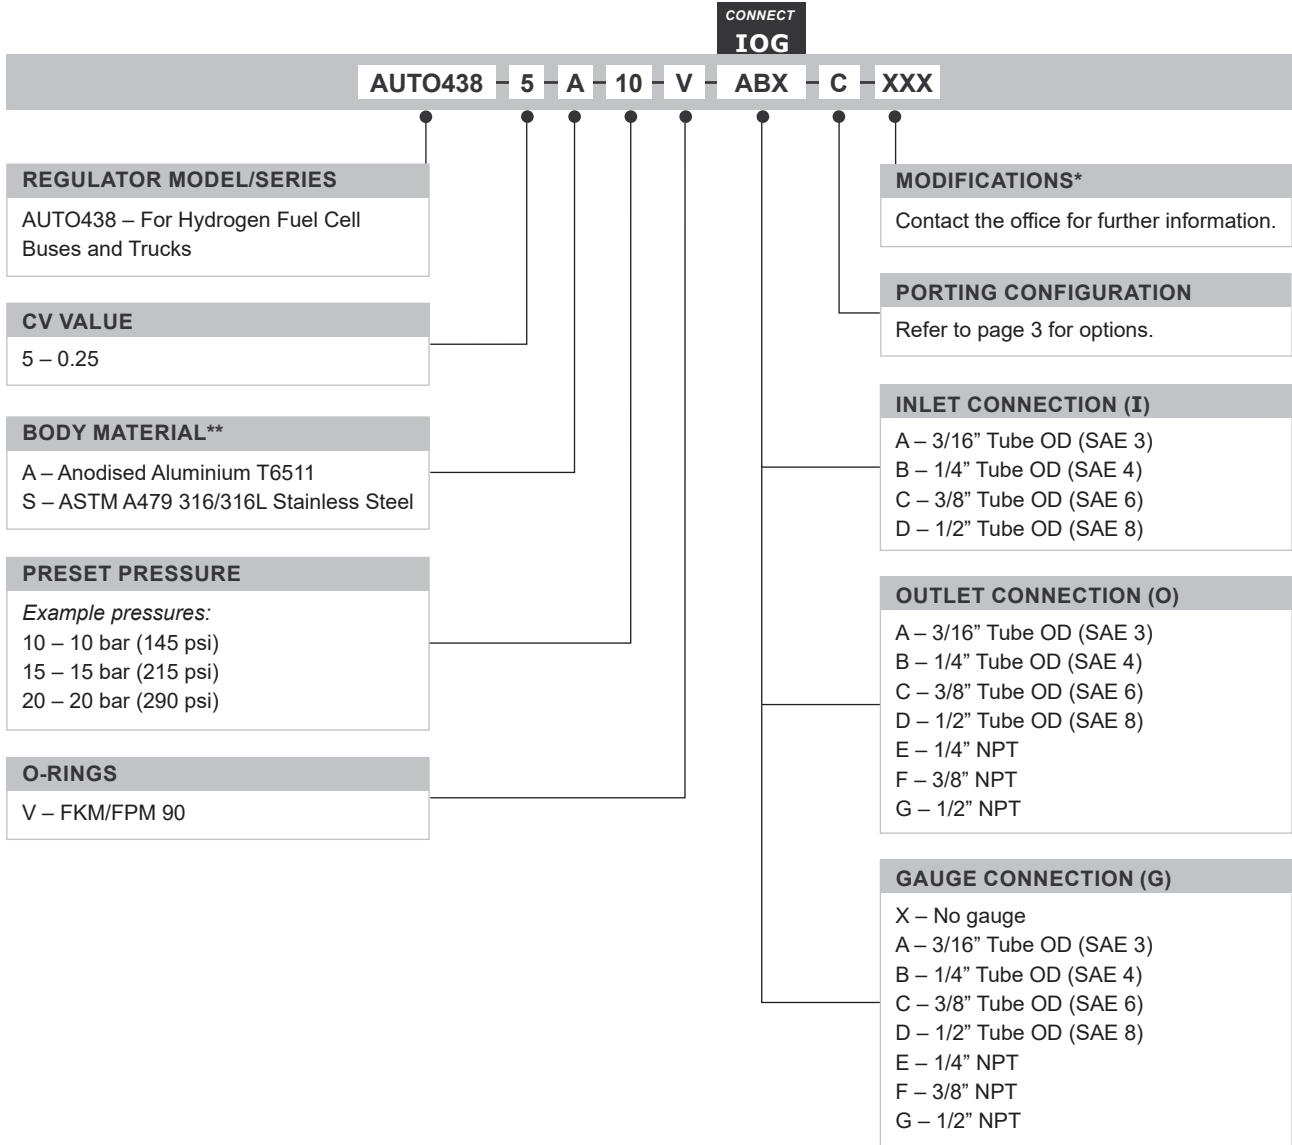 CONNECT
IOG
AUTO438 – 5 – A – 10 – V – ABX – C – XXX
REGULATOR MODEL/SERIES
AUTO438 – For Hydrogen Fuel Cell
Buses and Trucks
CV VALUE
5 – 0.25
BODY MATERIAL**
A – Anodised Aluminium T6511
S – ASTM A479 316/316L Stainless Steel
PRESET PRESSURE
Example pressures:
10 – 10 bar (145 psi)
15 – 15 bar (215 psi)
20 – 20 bar (290 psi)
O-RINGS
V – FKM/FPM 90
MODIFICATIONS*
Contact the office for further information.
PORTING CONFIGURATION
Refer to page 3 for options.
INLET CONNECTION (I)
A – 3/16” Tube OD (SAE 3)
B – 1/4” Tube OD (SAE 4)
C – 3/8” Tube OD (SAE 6)
D – 1/2” Tube OD (SAE 8)
OUTLET CONNECTION (O)
A – 3/16” Tube OD (SAE 3)
B – 1/4” Tube OD (SAE 4)
C – 3/8” Tube OD (SAE 6)
D – 1/2” Tube OD (SAE 8)
E – 1/4” NPT
F – 3/8” NPT
G – 1/2” NPT
GAUGE CONNECTION (G)
X – No gauge
A – 3/16” Tube OD (SAE 3)
B – 1/4” Tube OD (SAE 4)
C – 3/8” Tube OD (SAE 6)
D – 1/2” Tube OD (SAE 8)
E – 1/4” NPT
F – 3/8” NPT
G – 1/2” NPT